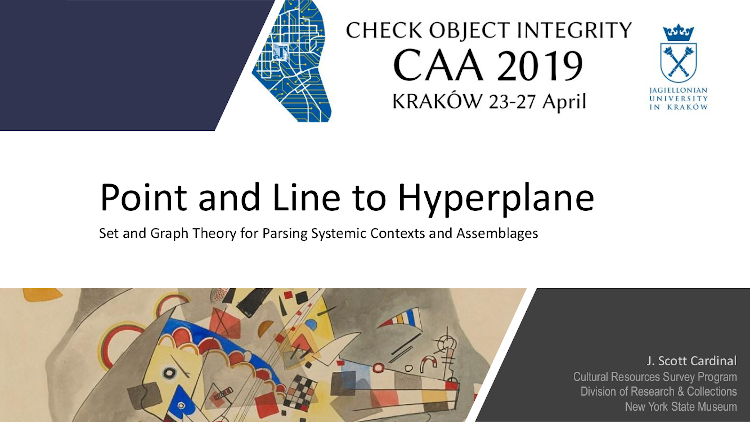 CHECK OBJECT INTEGRITY
CAA 2019
KRAKÓW 23-27 April
JAGIELLONIAN
UNIVERSITY
IN KRAKÓW
Point and Line to Hyperplane
Set and Graph Theory for Parsing Systemic Contexts and Assemblages
J. Scott Cardinal
Cultural Resources Survey Program
Division of Research & Collections
New York State Museum